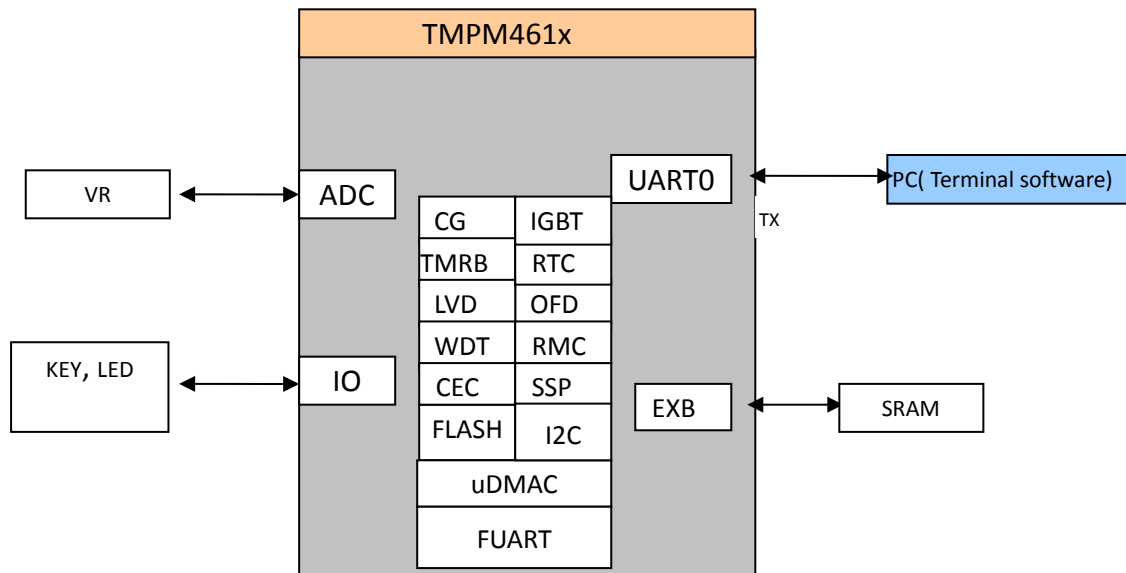 TMPM461x
VR
ADC
UART0
PC( Terminal software)
TX
CG
IGBT
TMRB
RTC
LVD
OFD
WDT
RMC
CEC
SSP
FLASH
I2C
uDMAC
FUART
KEY, LED
IO
EXB
SRAM